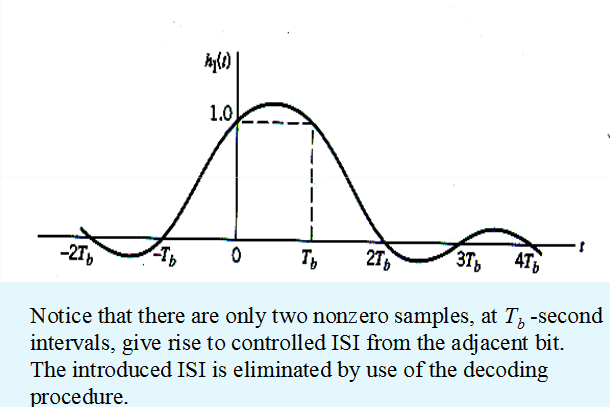 h_I(t)
1.0
-2T_b -T_b 0 T_b 2T_b 3T_b 4T_b t
Notice that there are only two nonzero samples, at T_b -second
intervals, give rise to controlled ISI from the adjacent bit.
The introduced ISI is eliminated by use of the decoding
procedure.